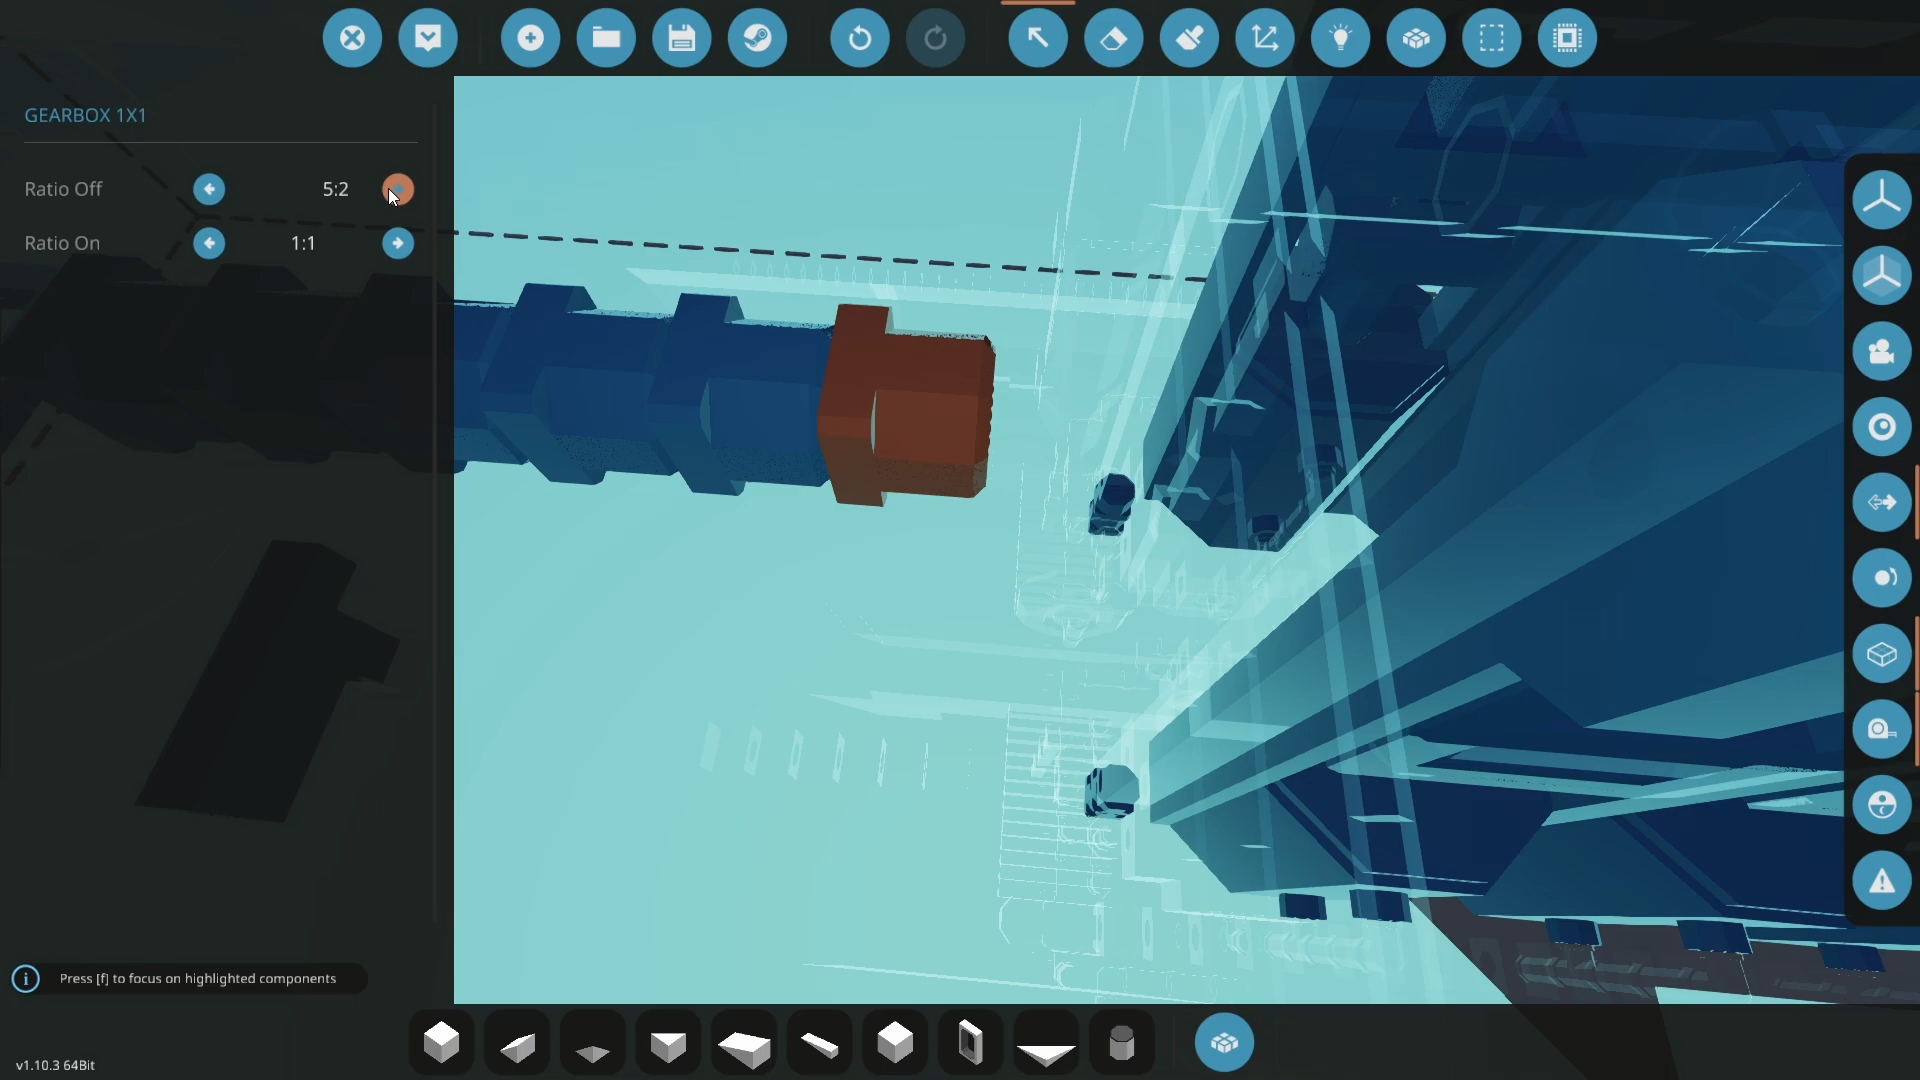 GEARBOX 1X1
Ratio Off 5:2
Ratio On 1:1
Press [f] to focus on highlighted components
v1.10.3 64Bit